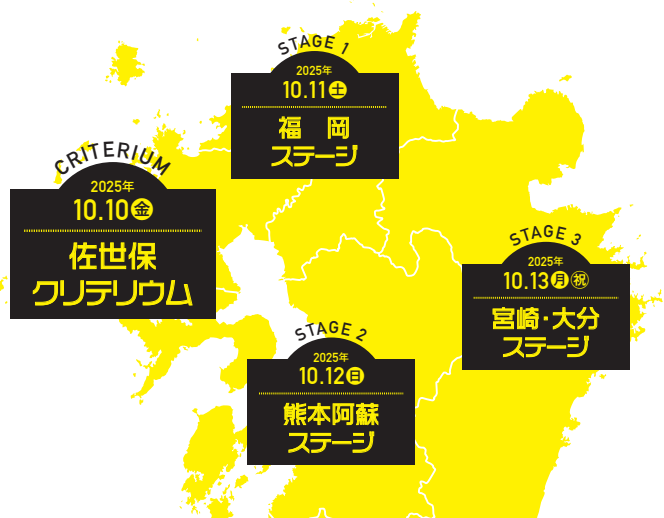 STAGE 1
2025年
10.11土
福 岡
ステージ
CRITERIUM
2025年
10.10金
佐世保
クリテリウム
STAGE 3
2025年
10.13月祝
宮崎・大分
ステージ
STAGE 2
2025年
10.12日
熊本阿蘇
ステージ